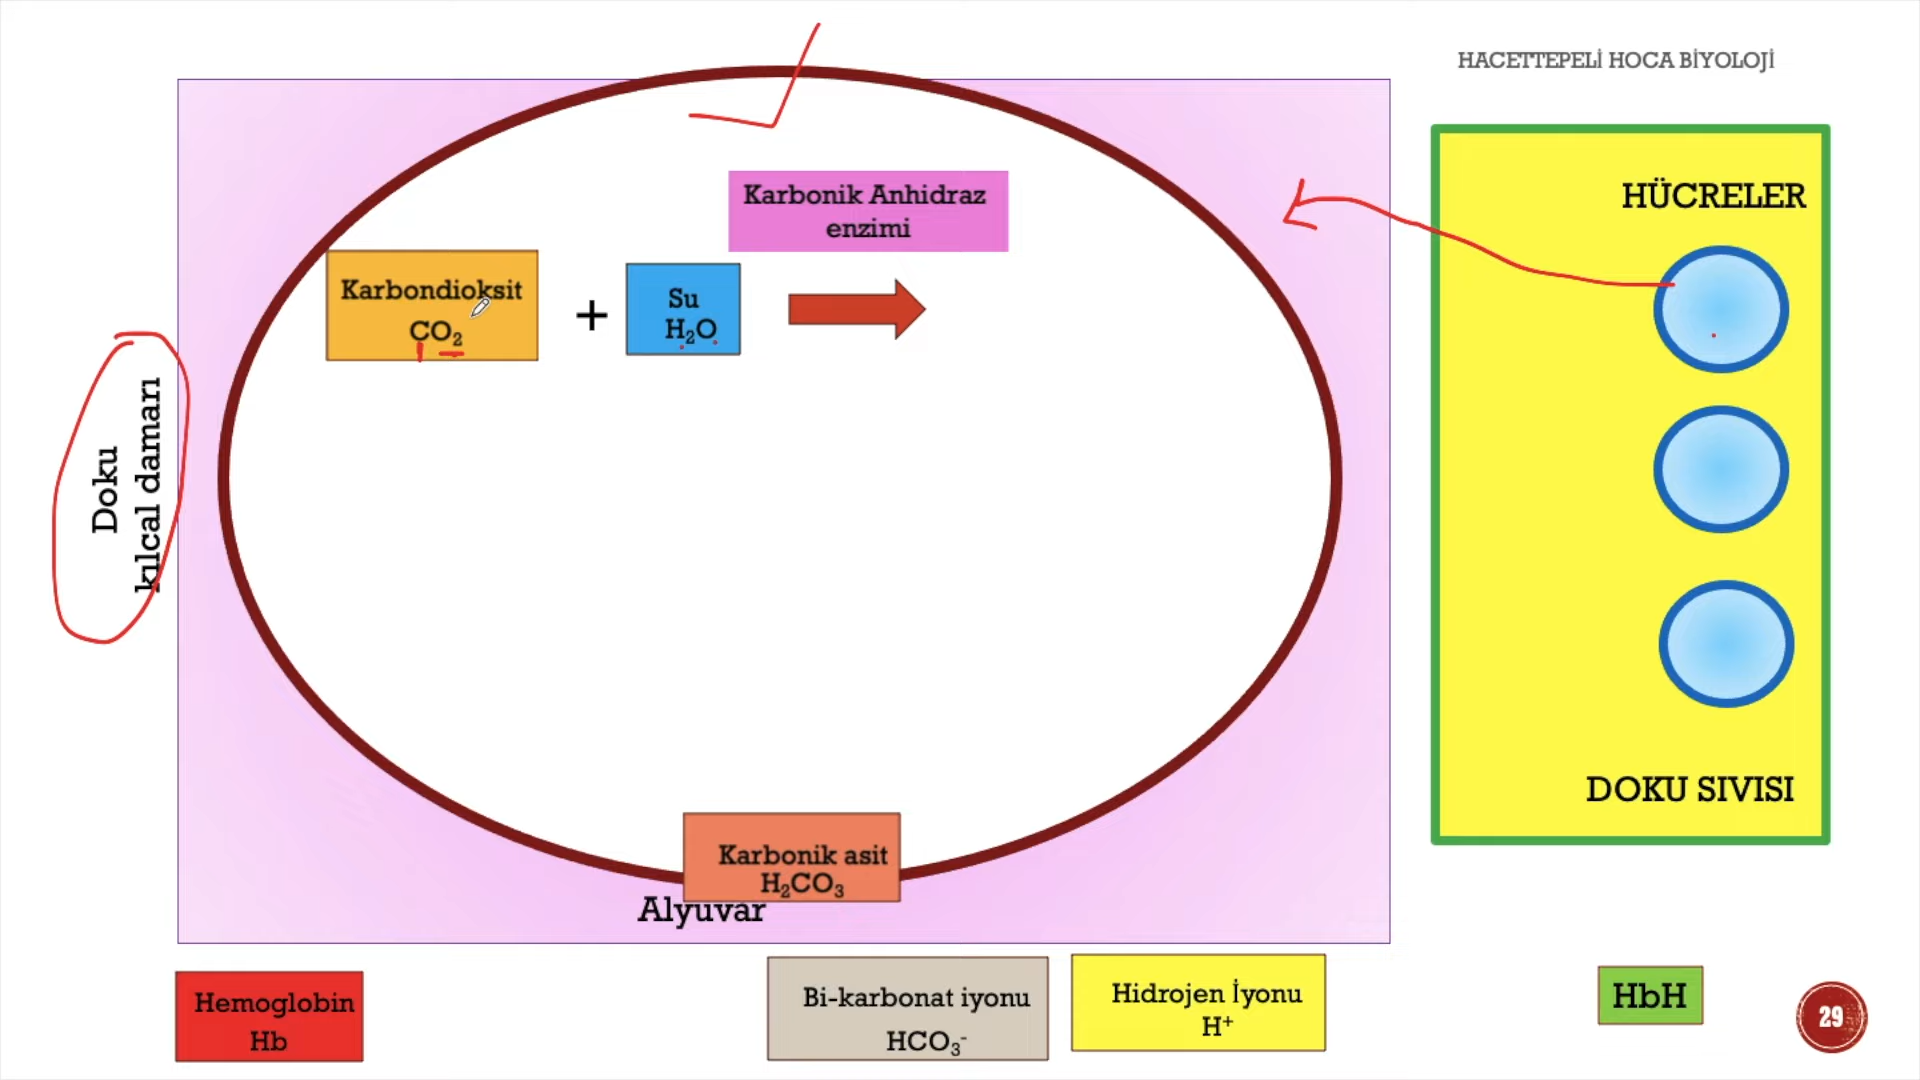 HACETTEPELİ HOCA BİYOLOJİ
Karbonik Anhidraz
enzimi
HÜCRELER
Karbondioksit
CO₂
+
Su
H₂O
Doku
kılcal damarı
DOKU SIVISI
Karbonik asit
H₂CO₃
Alyuvar
Hemoglobin
Hb
Bi-karbonat iyonu
HCO₃⁻
Hidrojen İyonu
H⁺
HbH
29